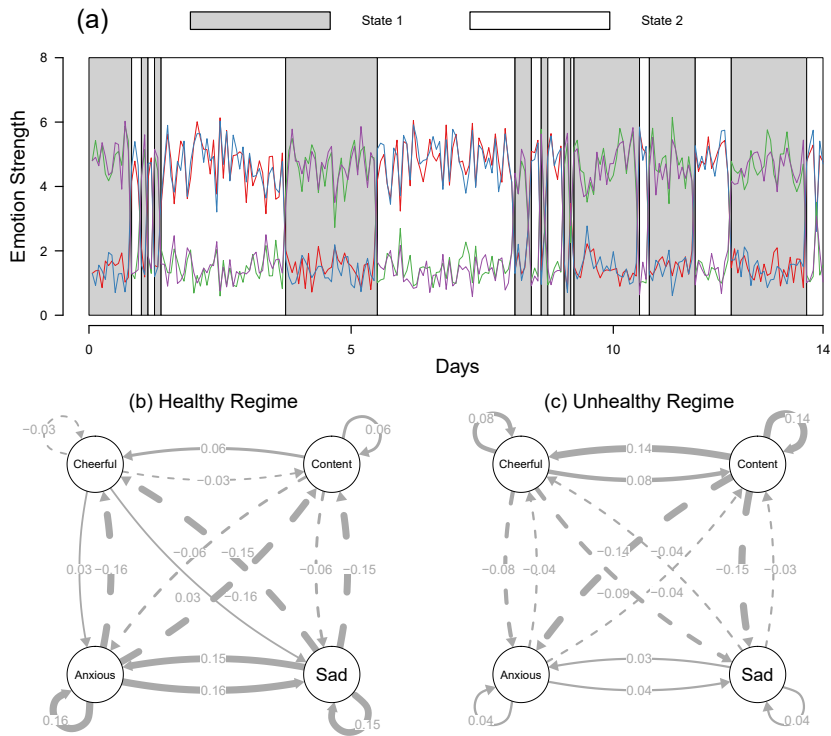 (a)
State 1
State 2
Emotion Strength
8
6
4
2
0
0
5
10
14
Days
(b) Healthy Regime
−0.03
0.06
Cheerful
0.06
Content
−0.03
−0.06
−0.15
0.03
−0.16
−0.06
−0.15
0.03
−0.16
Anxious
0.15
Sad
0.16
0.16
0.15
(c) Unhealthy Regime
0.08
0.14
Cheerful
0.14
Content
0.08
−0.14
−0.04
−0.08
−0.04
−0.15
−0.03
−0.09
−0.04
Anxious
0.03
Sad
0.04
0.04
0.04